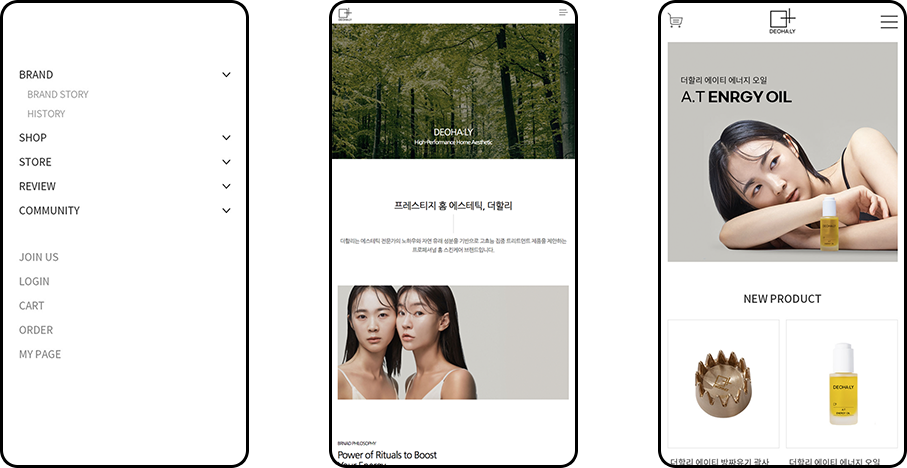 BRAND
BRAND STORY
HISTORY
SHOP
STORE
REVIEW
COMMUNITY
JOIN US
LOGIN
CART
ORDER
MY PAGE
DEOHA:LY
DEOHA:LY
High-Performance Home Aesthetic
프레스티지 홈 에스테틱, 더할리
더할리는 에스테틱 전문가의 노하우와 자연 유래 성분을 기반으로 고효능 집중 트리트먼트 제품을 제안하는
프로페셔널 홈 스킨케어 브랜드입니다.
BRNAD PHILOSOPHY
Power of Rituals to Boost
Your Energy
DEOHA:LY
더할리 에이티 에너지 오일
A.T ENRGY OIL
NEW PRODUCT
DEOHA:LY
A.T
ENERGY OIL
더할리 에이티 방짜유기 괄사
더할리 에이티 에너지 오일